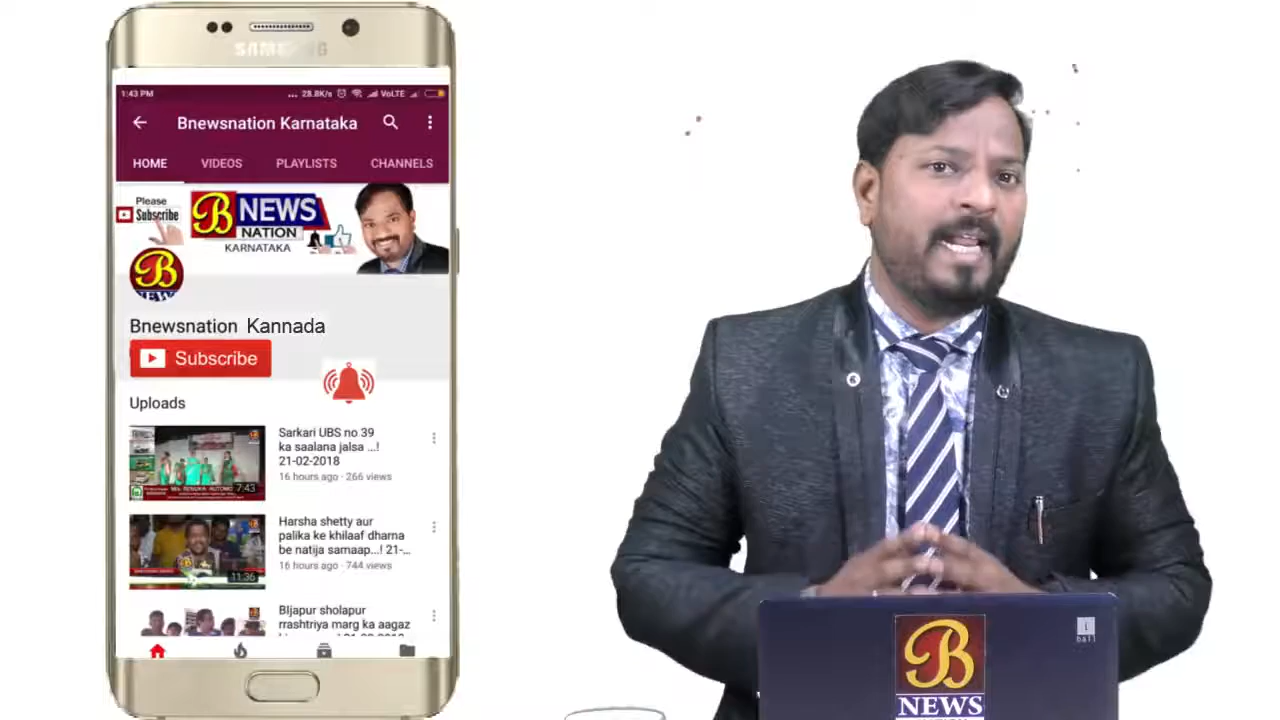 SAMSUNG
1:43 PM
... 28.8K/s VoLTE
Bnewsnation Karnataka
HOME VIDEOS PLAYLISTS CHANNELS
Please
Subscribe
B NEWS
NATION
KARNATAKA
B
NEWS
Bnewsnation Kannada
Subscribe
Uploads
Sarkari UBS no 39
ka saalana jalsa ...!
21-02-2018
16 hours ago · 266 views
7:43
Harsha shetty aur
palika ke khilaaf dharna
be natija samaap...! 21-...
16 hours ago · 744 views
11:36
BIjapur sholapur
rrashtriya marg ka aagaz
i ball
B
NEWS